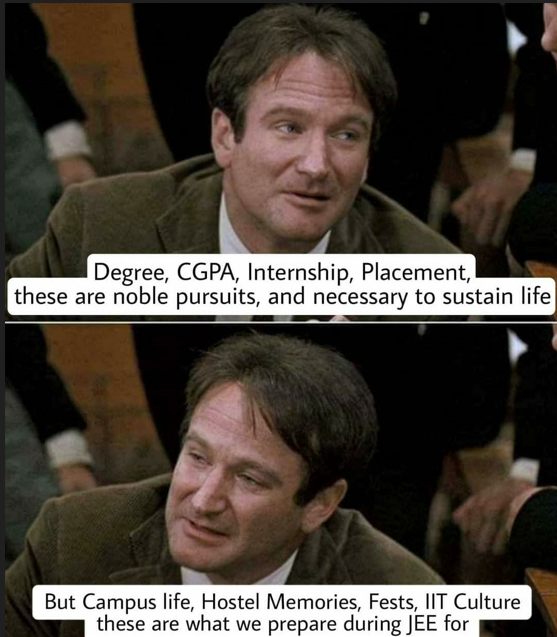 Degree, CGPA, Internship, Placement,
these are noble pursuits, and necessary to sustain life
But Campus life, Hostel Memories, Fests, IIT Culture
these are what we prepare during JEE for